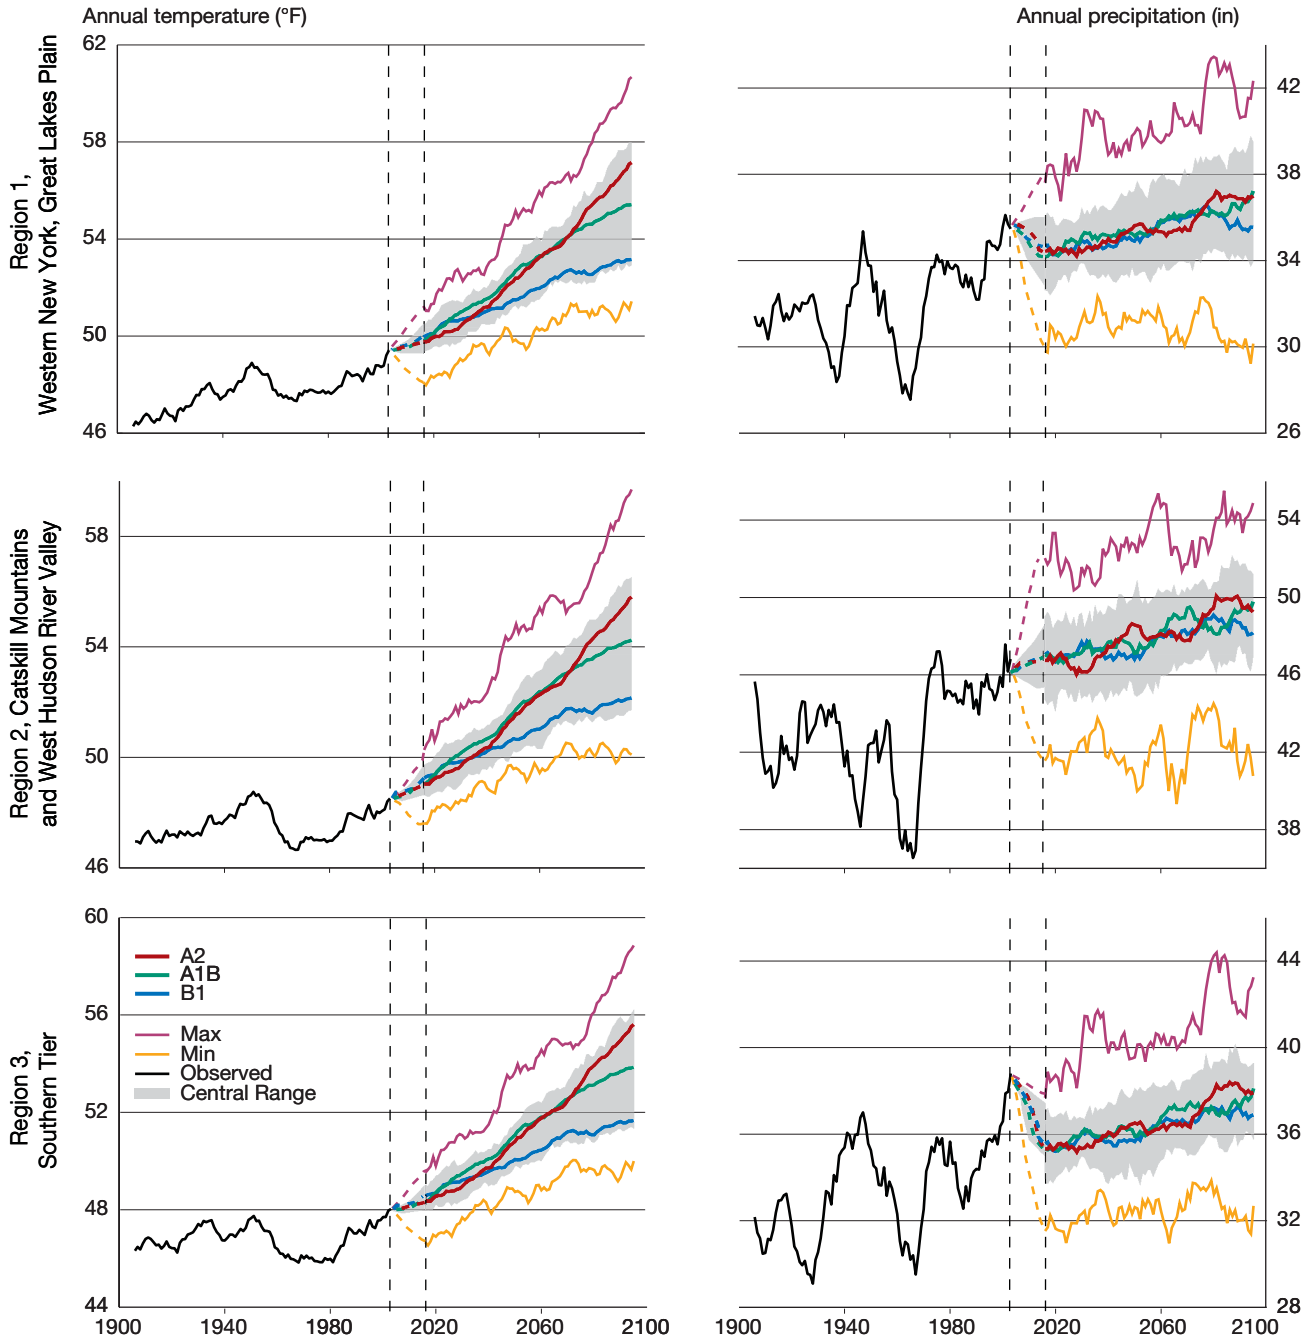 Annual temperature (°F)
Annual precipitation (in)
Region 1,
Western New York, Great Lakes Plain
62
58
54
50
46
42
38
34
30
26
Region 2, Catskill Mountains
and West Hudson River Valley
58
54
50
46
54
50
46
42
38
Region 3,
Southern Tier
60
56
52
48
44
A2
A1B
B1
Max
Min
Observed
Central Range
44
40
36
32
28
1900 1940 1980 2020 2060 2100
1900 1940 1980 2020 2060 2100